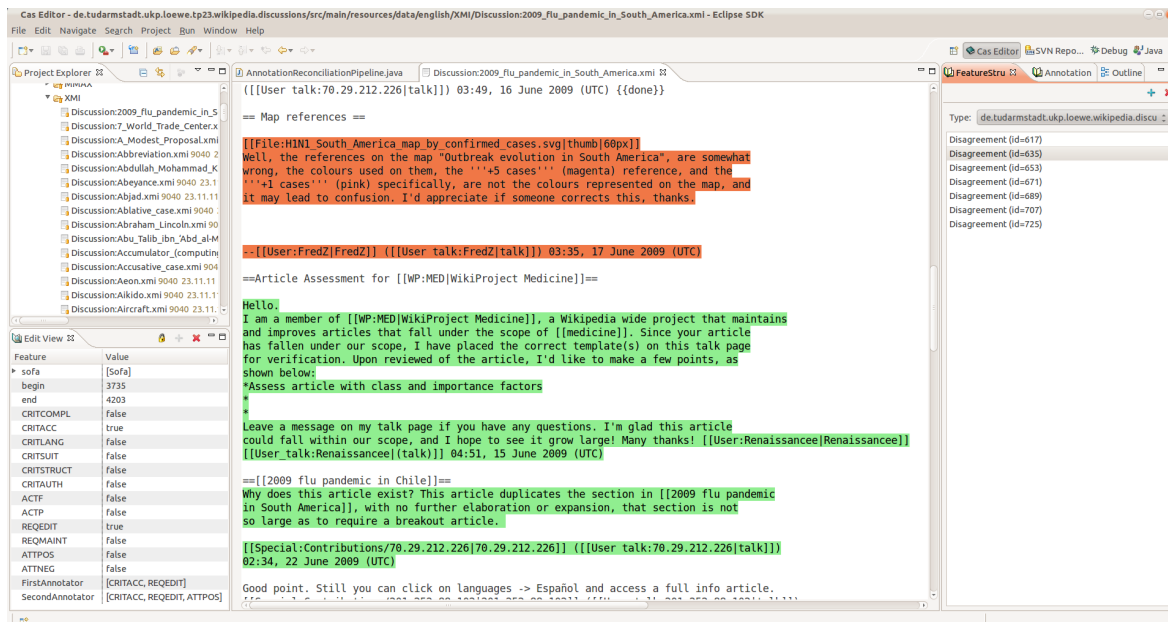 Cas Editor - de.tudarmstadt.ukp.loewe.tp23.wikipedia.discussions/src/main/resources/data/english/XMI/Discussion:2009_flu_pandemic_in_South_America.xmi - Eclipse SDK
File Edit Navigate Search Project Run Window Help
Cas Editor SVN Repo... Debug Java
Project Explorer
MMAX
XMI
Discussion:2009_flu_pandemic_in_S
Discussion:7_World_Trade_Center.x
Discussion:A_Modest_Proposal.xmi
Discussion:Abbreviation.xmi 9040 2
Discussion:Abdullah_Mohammad_K
Discussion:Abeyance.xmi 9040 23.1
Discussion:Abjad.xmi 9040 23.11.11
Discussion:Ablative_case.xmi 9040
Discussion:Abraham_Lincoln.xmi 90
Discussion:Abu_Talib_ibn_'Abd_al-M
Discussion:Accumulator_(computing
Discussion:Accusative_case.xmi 904
Discussion:Aeon.xmi 9040 23.11.11
Discussion:Aikido.xmi 9040 23.11.1
Discussion:Aircraft.xmi 9040 23.11.
Edit View
Feature Value
sofa [Sofa]
begin 3735
end 4203
CRITCOMPL false
CRITACC true
CRITLANG false
CRITSUIT false
CRITSTRUCT false
CRITAUTH false
ACTF false
ACTP false
REQEDIT true
REQMAINT false
ATTPOS false
ATTNEG false
FirstAnnotator [CRITACC, REQEDIT]
SecondAnnotator [CRITACC, REQEDIT, ATTPOS]
AnnotationReconciliationPipeline.java Discussion:2009_flu_pandemic_in_South_America.xmi
([[User talk:70.29.212.226|talk]]) 03:49, 16 June 2009 (UTC) {{done}}
== Map references ==
[[File:H1N1_South_America_map_by_confirmed_cases.svg|thumb|60px]]
Well, the references on the map "Outbreak evolution in South America", are somewhat
wrong, the colours used on them, the '''+5 cases''' (magenta) reference, and the
'''+1 cases''' (pink) specifically, are not the colours represented on the map, and
it may lead to confusion. I'd appreciate if someone corrects this, thanks.
--[[User:FredZ|FredZ]] ([[User talk:FredZ|talk]]) 03:35, 17 June 2009 (UTC)
==Article Assessment for [[WP:MED|WikiProject Medicine]]==
Hello.
I am a member of [[WP:MED|WikiProject Medicine]], a Wikipedia wide project that maintains
and improves articles that fall under the scope of [[medicine]]. Since your article
has fallen under our scope, I have placed the correct template(s) on this talk page
for verification. Upon reviewed of the article, I'd like to make a few points, as
shown below:
*Assess article with class and importance factors
*
*
Leave a message on my talk page if you have any questions. I'm glad this article
could fall within our scope, and I hope to see it grow large! Many thanks! [[User:Renaissancee|Renaissancee]]
[[User_talk:Renaissancee|(talk)]] 04:51, 15 June 2009 (UTC)
==[[2009 flu pandemic in Chile]]==
Why does this article exist? This article duplicates the section in [[2009 flu pandemic
in South America]], with no further elaboration or expansion, that section is not
so large as to require a breakout article.
[[Special:Contributions/70.29.212.226|70.29.212.226]] ([[User talk:70.29.212.226|talk]])
02:34, 22 June 2009 (UTC)
Good point. Still you can click on languages -> Español and access a full info article.
FeatureStru Annotation Outline
Type: de.tudarmstadt.ukp.loewe.wikipedia.discu
Disagreement (id=617)
Disagreement (id=635)
Disagreement (id=653)
Disagreement (id=671)
Disagreement (id=689)
Disagreement (id=707)
Disagreement (id=725)